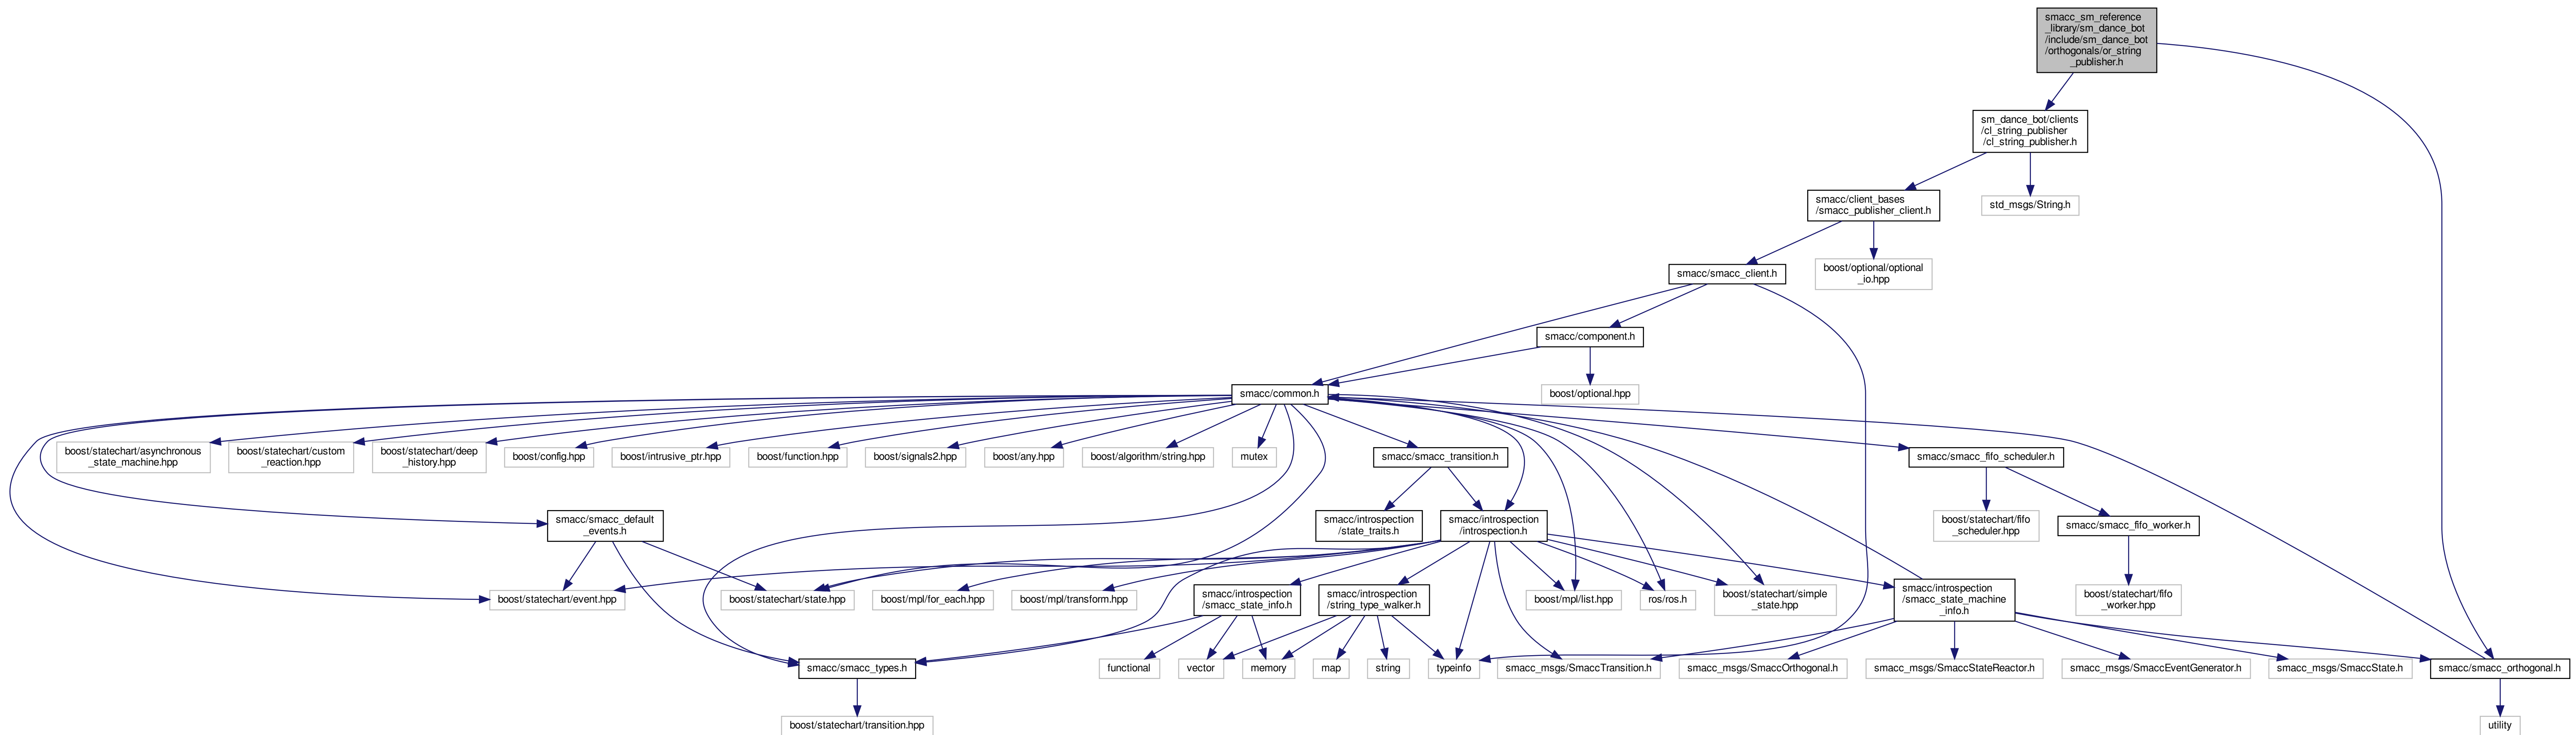 smacc_sm_reference
_library/sm_dance_bot
/include/sm_dance_bot
/orthogonals/or_string
_publisher.h
sm_dance_bot/clients
/cl_string_publisher
/cl_string_publisher.h
smacc/client_bases
/smacc_publisher_client.h
std_msgs/String.h
smacc/smacc_client.h
boost/optional/optional
_io.hpp
smacc/component.h
smacc/common.h
boost/optional.hpp
boost/statechart/asynchronous
_state_machine.hpp
boost/statechart/custom
_reaction.hpp
boost/statechart/deep
_history.hpp
boost/config.hpp
boost/intrusive_ptr.hpp
boost/function.hpp
boost/signals2.hpp
boost/any.hpp
boost/algorithm/string.hpp
mutex
smacc/smacc_transition.h
smacc/smacc_fifo_scheduler.h
smacc/smacc_default
_events.h
smacc/introspection
/state_traits.h
smacc/introspection
/introspection.h
boost/statechart/fifo
_scheduler.hpp
smacc/smacc_fifo_worker.h
boost/statechart/event.hpp
boost/statechart/state.hpp
boost/mpl/for_each.hpp
boost/mpl/transform.hpp
smacc/introspection
/smacc_state_info.h
smacc/introspection
/string_type_walker.h
boost/mpl/list.hpp
ros/ros.h
boost/statechart/simple
_state.hpp
smacc/introspection
/smacc_state_machine
_info.h
boost/statechart/fifo
_worker.hpp
smacc/smacc_types.h
functional
vector
memory
map
string
typeinfo
smacc_msgs/SmaccTransition.h
smacc_msgs/SmaccOrthogonal.h
smacc_msgs/SmaccStateReactor.h
smacc_msgs/SmaccEventGenerator.h
smacc_msgs/SmaccState.h
smacc/smacc_orthogonal.h
boost/statechart/transition.hpp
utility